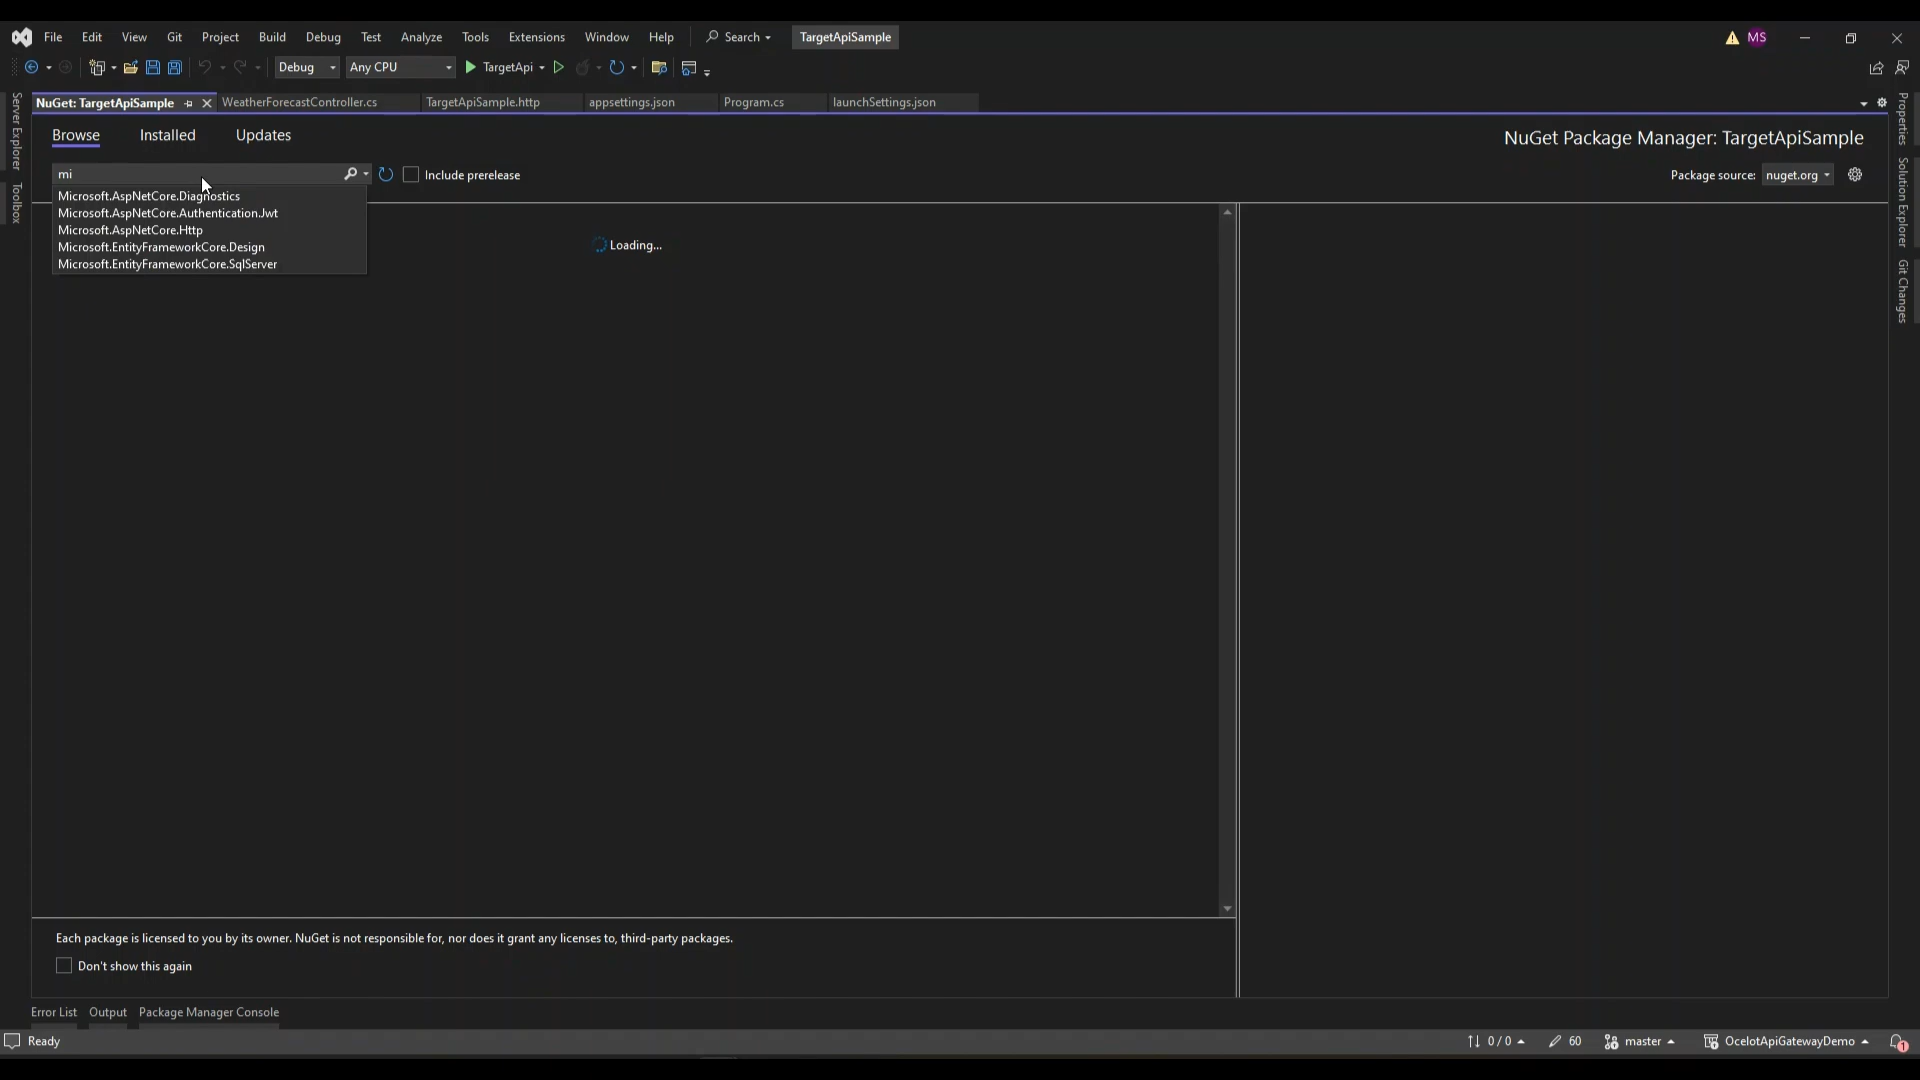 File Edit View Git Project Build Debug Test Analyze Tools Extensions Window Help Search TargetApiSample MS
Debug Any CPU TargetApi
NuGet: TargetApiSample WeatherForecastController.cs TargetApiSample.http appsettings.json Program.cs launchSettings.json
Server Explorer
Toolbox
Browse Installed Updates
NuGet Package Manager: TargetApiSample
mi
Include prerelease
Package source: nuget.org
Microsoft.AspNetCore.Diagnostics
Microsoft.AspNetCore.Authentication.Jwt
Microsoft.AspNetCore.Http
Microsoft.EntityFrameworkCore.Design
Microsoft.EntityFrameworkCore.SqlServer
Loading...
Properties
Solution Explorer
Git Changes
Each package is licensed to you by its owner. NuGet is not responsible for, nor does it grant any licenses to, third-party packages.
Don't show this again
Error List Output Package Manager Console
Ready 0 / 0 60 master OcelotApiGatewayDemo 1